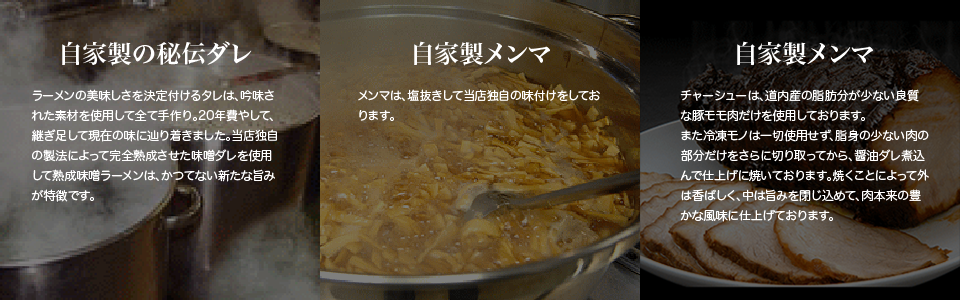 自家製の秘伝ダレ
ラーメンの美味しさを決定付けるタレは、吟味さ
れた素材を使用して全て手作り。20年費やして、
継ぎ足して現在の味に辿り着きました。当店独自
の製法によって完全熟成させた味噌ダレを使用
して熟成味噌ラーメンは、かつてない新たな旨み
が特徴です。
自家製メンマ
メンマは、塩抜きして当店独自の味付けをしてお
ります。
自家製メンマ
チャーシューは、道内産の脂肪分が少ない良質
な豚モモ肉だけを使用しております。
また冷凍モノは一切使用せず、脂身の少ない肉の
部分だけをさらに切り取ってから、醤油ダレ煮込
んで仕上げに焼いております。焼くことによって外
は香ばしく、中は旨みを閉じ込めて、肉本来の豊
かな風味に仕上げております。